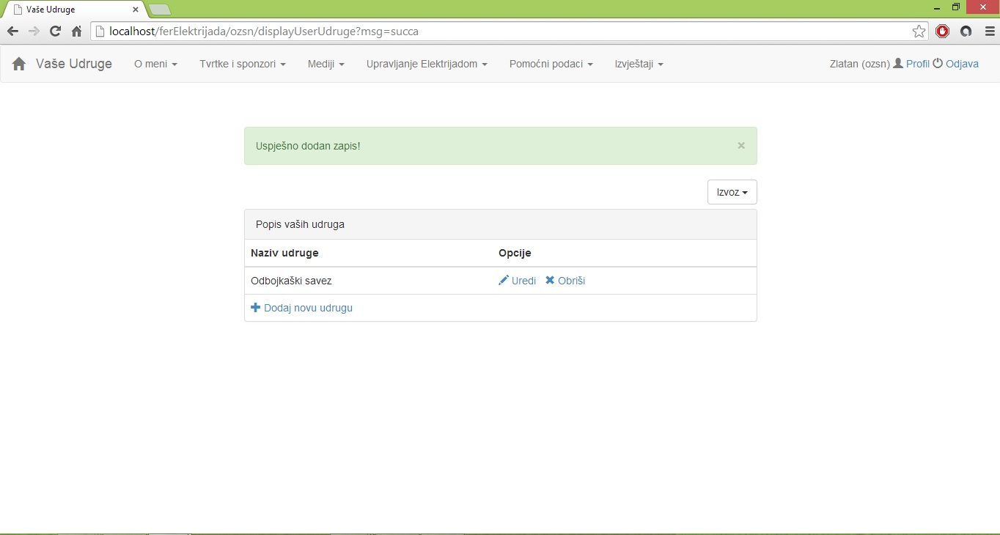 Vaše Udruge
localhost/ferElektrijada/ozsn/displayUserUdruge?msg=succa
Vaše Udruge O meni Tvrtke i sponzori Mediji Upravljanje Elektrijadom Pomoćni podaci Izvještaji Zlatan (ozsn) Profil Odjava
Uspješno dodan zapis! ×
Izvoz
Popis vaših udruga
Naziv udruge Opcije
Odbojkaški savez Uredi Obriši
Dodaj novu udrugu